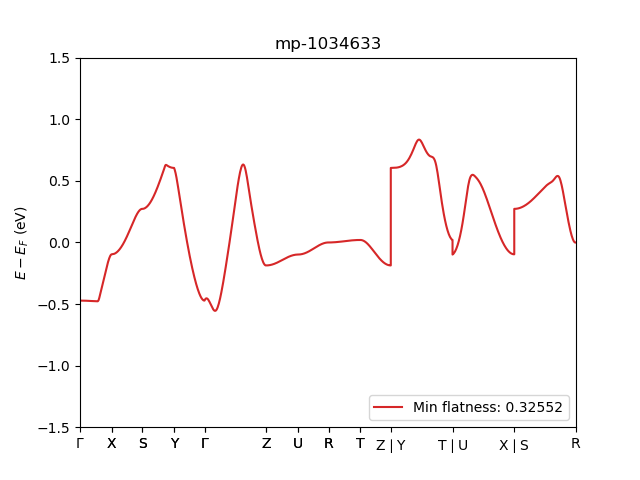 mp-1034633
1.5
1.0
0.5
0.0
−0.5
−1.0
−1.5
E − E_F (eV)
Min flatness: 0.32552
Γ X S Y Γ Z U R T Z | Y T | U X | S R